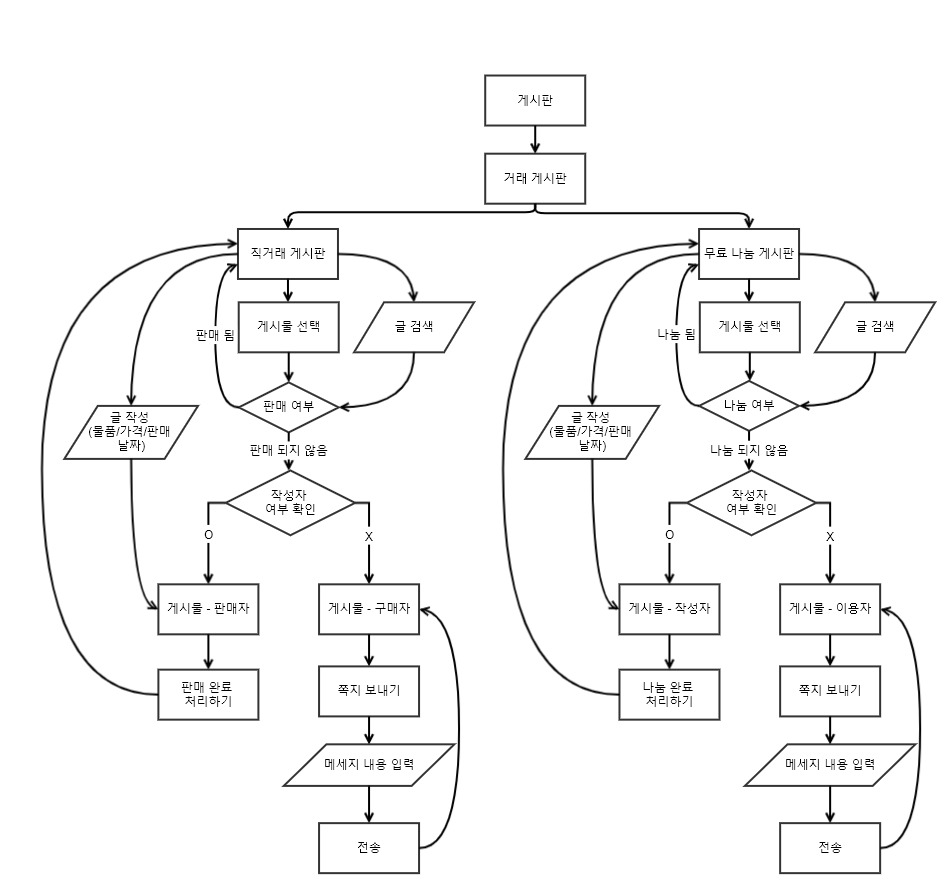 게시판
거래 게시판
직거래 게시판
무료 나눔 게시판
게시물 선택
글 검색
판매 됨
게시물 선택
글 검색
나눔 됨
판매 여부
나눔 여부
글 작성
(물품/가격/판매
날짜)
글 작성
(물품/가격/판매
날짜)
판매 되지 않음
나눔 되지 않음
작성자
여부 확인
작성자
여부 확인
O
X
O
X
게시물 - 판매자
게시물 - 구매자
게시물 - 작성자
게시물 - 이용자
판매 완료
처리하기
쪽지 보내기
나눔 완료
처리하기
쪽지 보내기
메세지 내용 입력
메세지 내용 입력
전송
전송